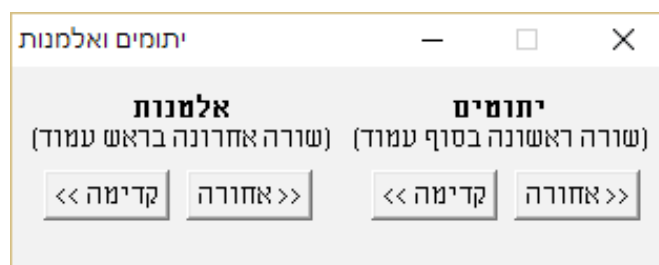 יתומים ואלמנות
יתומים
(שורה ראשונה בסוף עמוד)
<< אחורה
קדימה >>
אלמנות
(שורה אחרונה בראש עמוד)
<< אחורה
קדימה >>